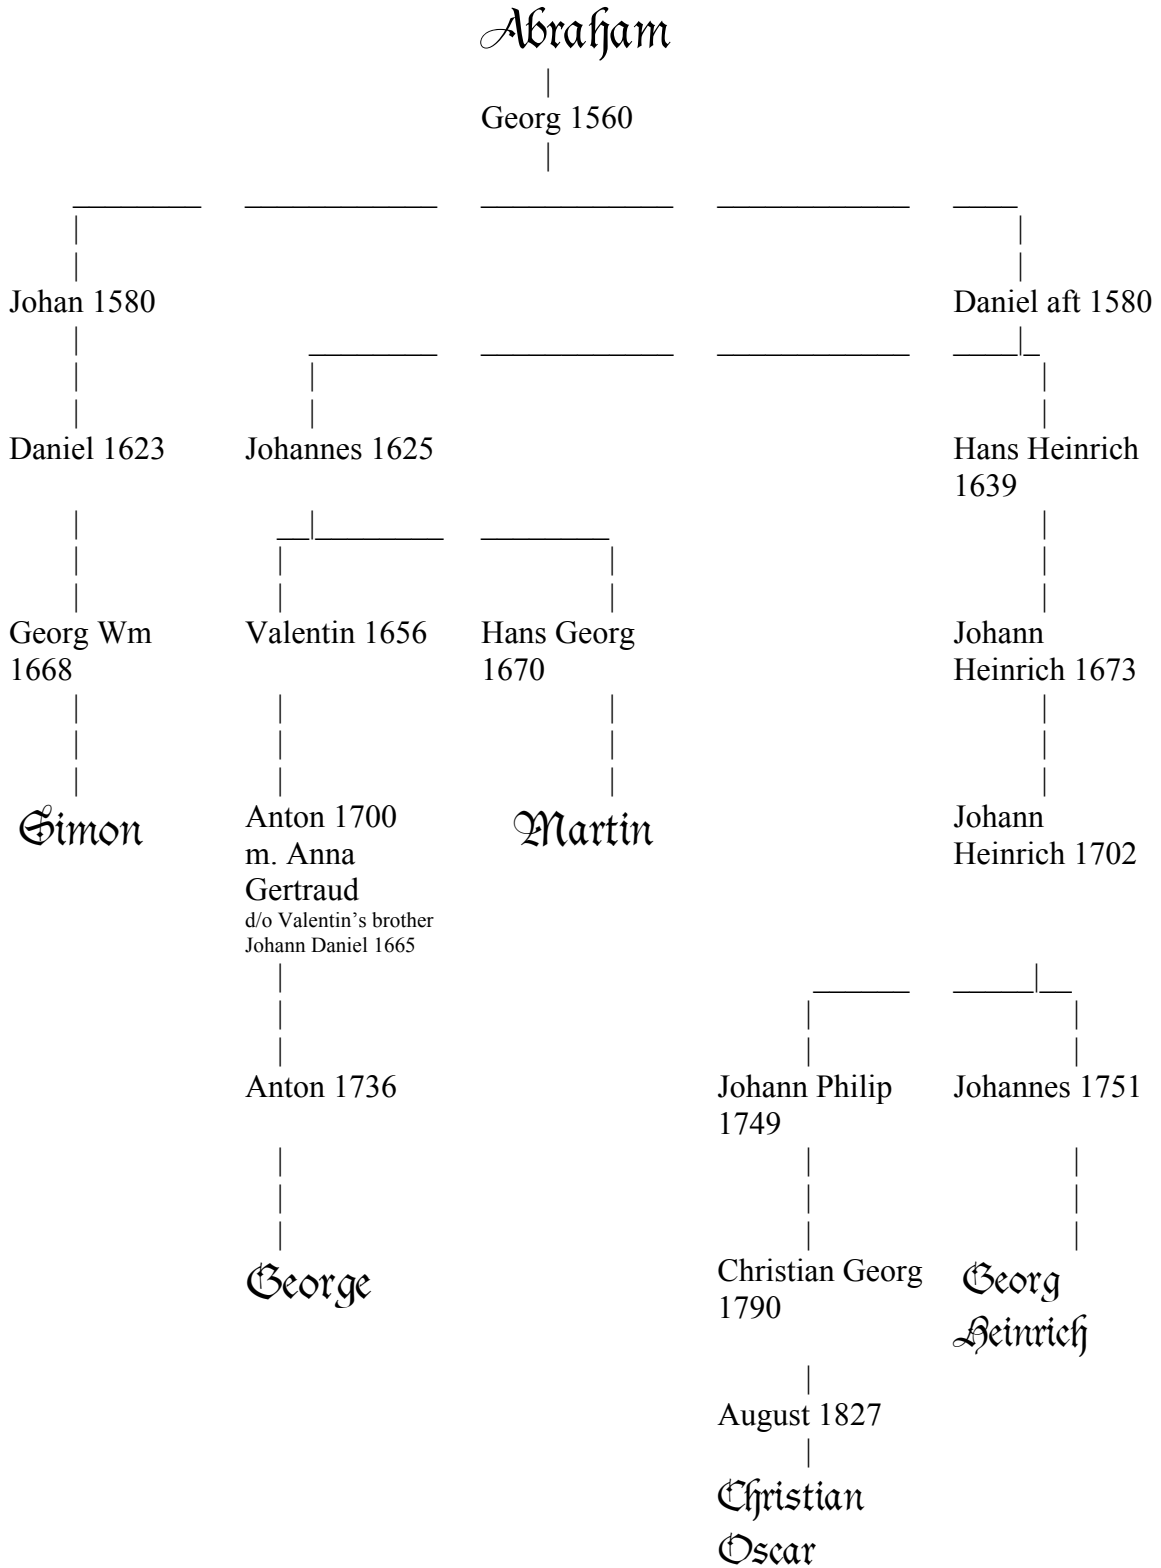 Abraham
Georg 1560
Johan 1580
Daniel aft 1580
Daniel 1623
Johannes 1625
Hans Heinrich
1639
Georg Wm
1668
Valentin 1656
Hans Georg
1670
Johann
Heinrich 1673
Simon
Anton 1700
m. Anna
Gertraud
d/o Valentin’s brother
Johann Daniel 1665
Martin
Johann
Heinrich 1702
Anton 1736
Johann Philip
1749
Johannes 1751
George
Christian Georg
1790
Georg
Heinrich
August 1827
Christian
Oscar